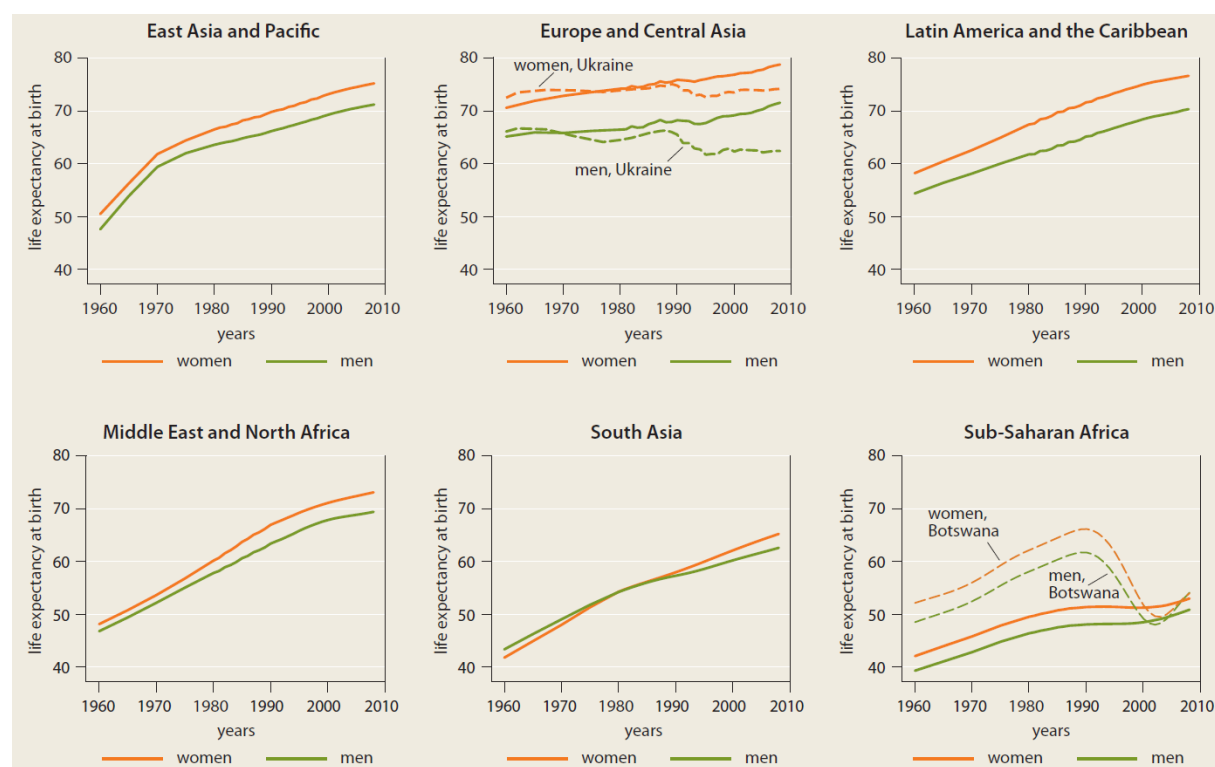 East Asia and Pacific
80
70
60
50
40
life expectancy at birth
1960 1970 1980 1990 2000 2010
years
women men
Europe and Central Asia
80
70
60
50
40
life expectancy at birth
women, Ukraine
men, Ukraine
1960 1970 1980 1990 2000 2010
years
women men
Latin America and the Caribbean
80
70
60
50
40
life expectancy at birth
1960 1970 1980 1990 2000 2010
years
women men
Middle East and North Africa
80
70
60
50
40
life expectancy at birth
1960 1970 1980 1990 2000 2010
years
women men
South Asia
80
70
60
50
40
life expectancy at birth
1960 1970 1980 1990 2000 2010
years
women men
Sub-Saharan Africa
80
70
60
50
40
life expectancy at birth
women,
Botswana
men,
Botswana
1960 1970 1980 1990 2000 2010
years
women men